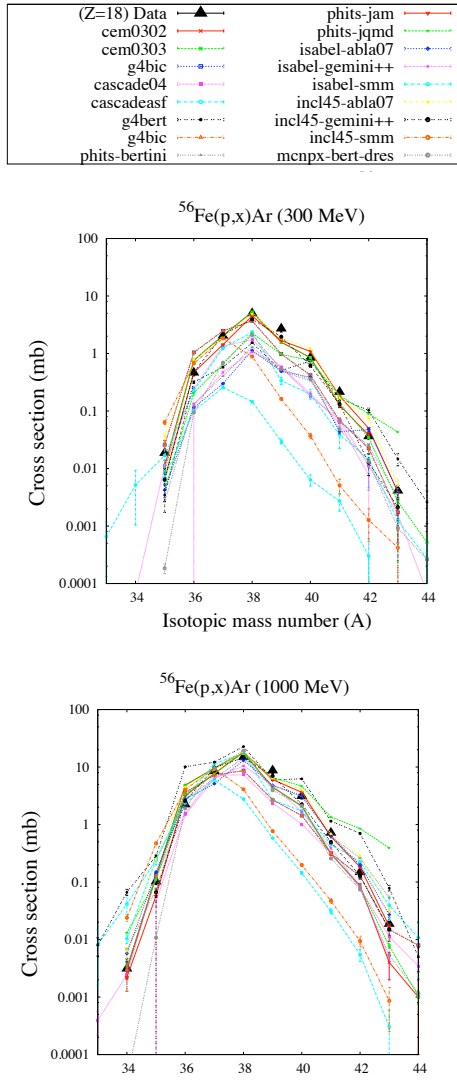 (Z=18) Data
cem0302
cem0303
g4bic
cascade04
cascadeasf
g4bert
g4bic
phits-bertini
phits-jam
phits-jqmd
isabel-abla07
isabel-gemini++
isabel-smm
incl45-abla07
incl45-gemini++
incl45-smm
mcnpx-bert-dres
56Fe(p,x)Ar (300 MeV)
10
1
0.1
0.01
0.001
0.0001
Cross section (mb)
34 36 38 40 42 44
Isotopic mass number (A)
56Fe(p,x)Ar (1000 MeV)
100
10
1
0.1
0.01
0.001
0.0001
Cross section (mb)
34 36 38 40 42 44